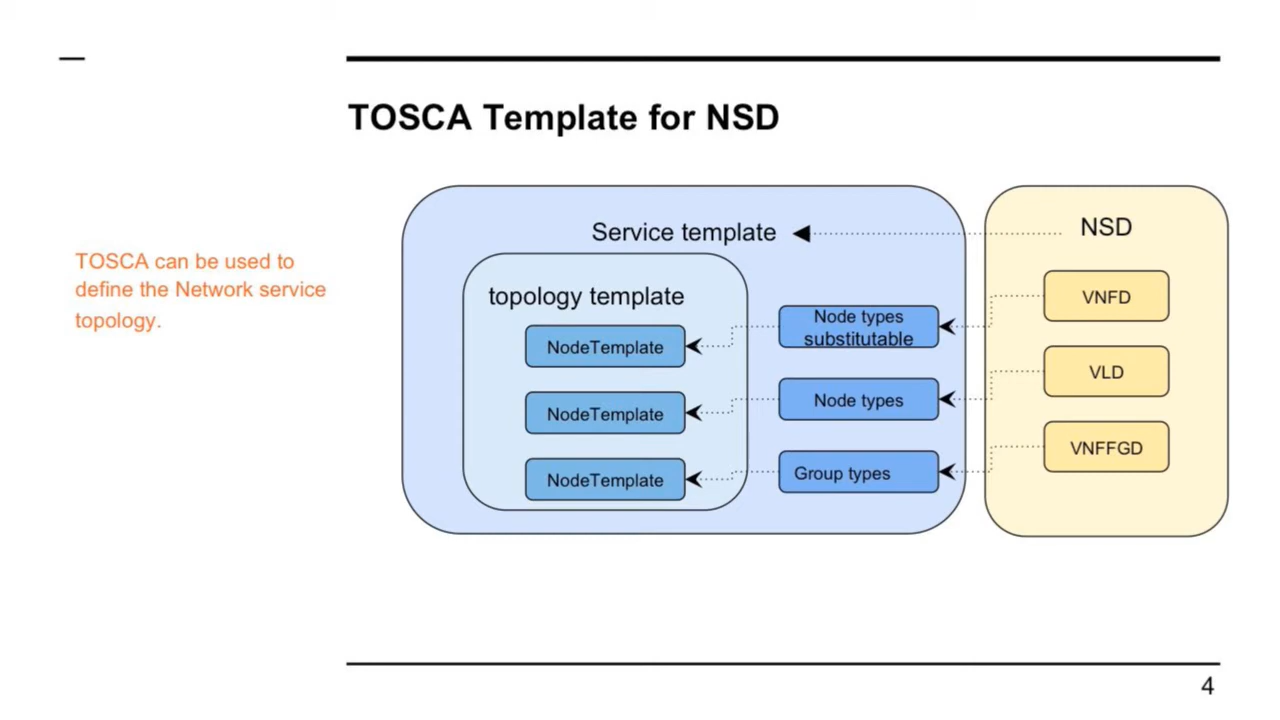 TOSCA Template for NSD
TOSCA can be used to
define the Network service
topology.
Service template
topology template
NodeTemplate
NodeTemplate
NodeTemplate
Node types
substitutable
Node types
Group types
NSD
VNFD
VLD
VNFFGD
4